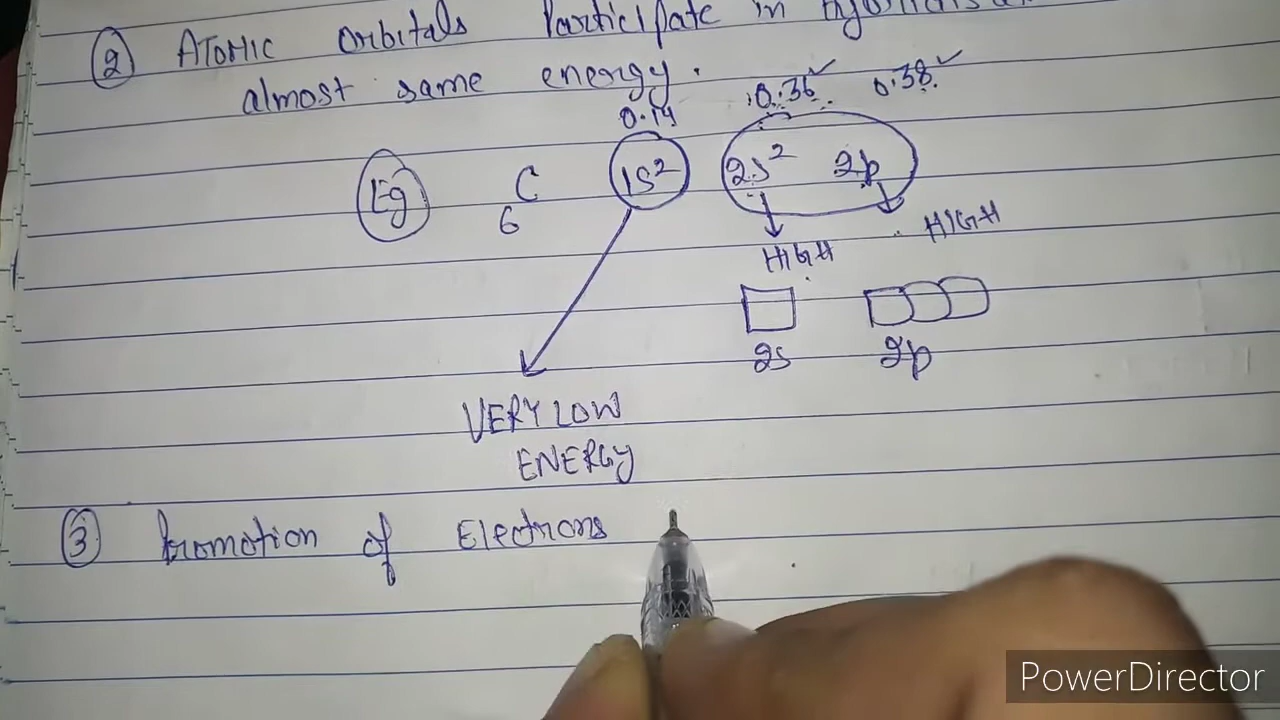 ② Atomic Orbitals Participate in
almost same energy.
0.14 0.36 ✓ 0.38 ✓
Eg 6 C 1s² 2s² 2p
HIGH HIGH
2s 2p
VERY LOW
ENERGY
③ Promotion of Electrons
PowerDirector